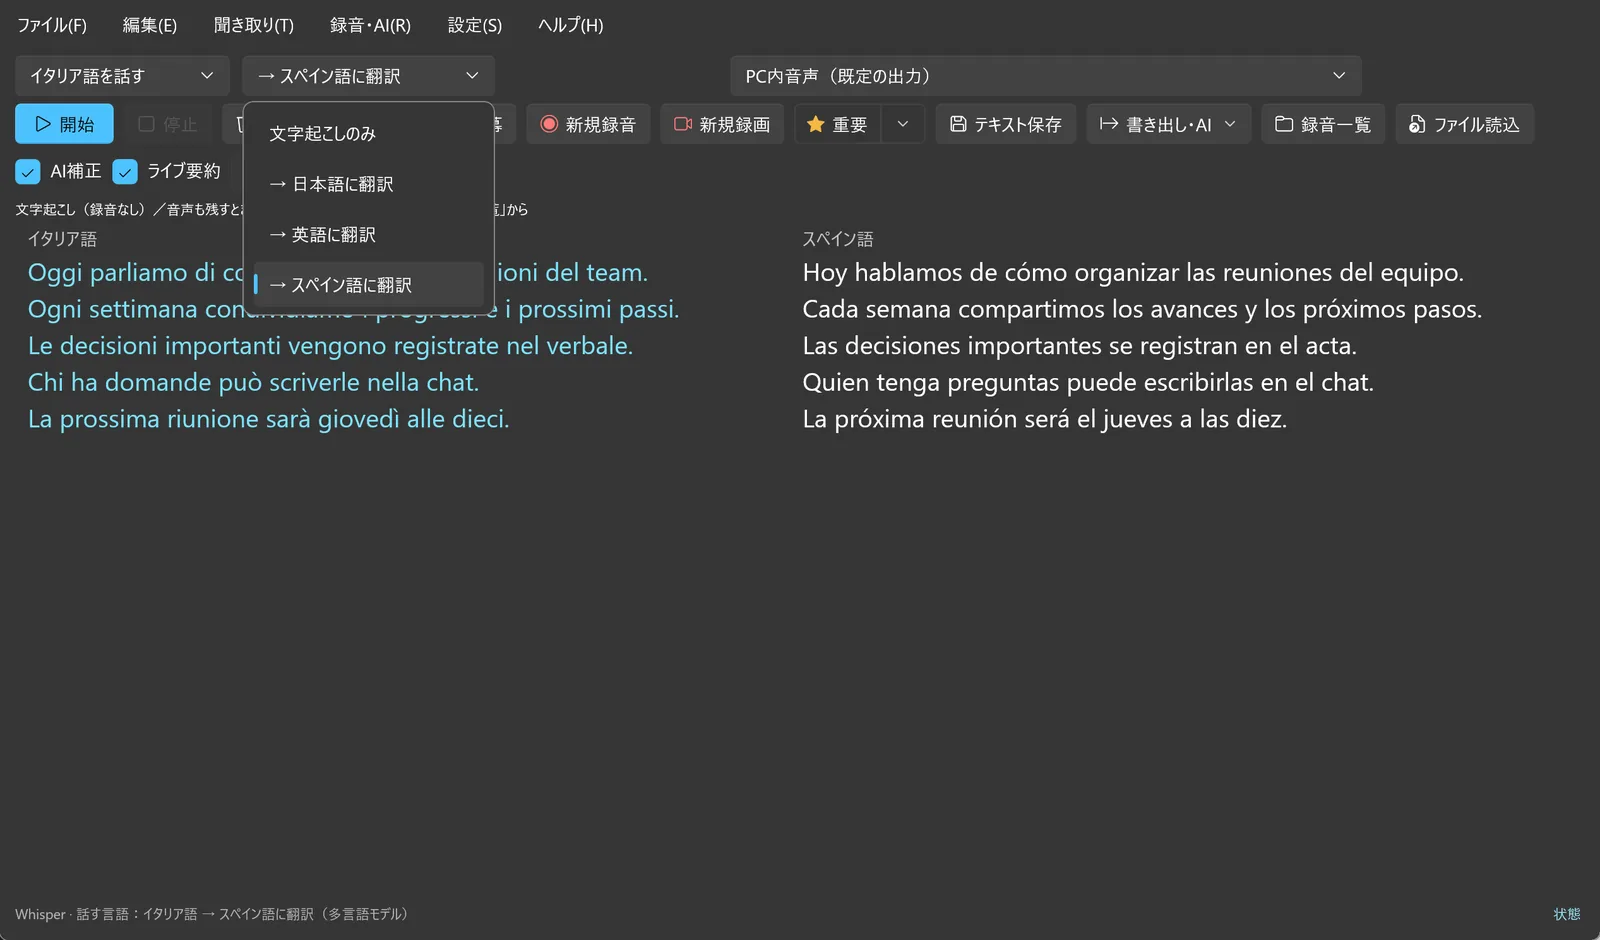 ファイル(F) 編集(E) 聞き取り(T) 録音・AI(R) 設定(S) ヘルプ(H)
イタリア語を話す → スペイン語に翻訳 PC内音声（既定の出力）
開始 停止 新規録音 新規録画 重要 テキスト保存 書き出し・AI 録音一覧 ファイル読込
文字起こしのみ
→ 日本語に翻訳
→ 英語に翻訳
→ スペイン語に翻訳
AI補正 ライブ要約
文字起こし（録音なし）／音声も残すと から
イタリア語
Oggi parliamo di ioni del team.
Ogni settimana condividiamo i progressi e i prossimi passi.
Le decisioni importanti vengono registrate nel verbale.
Chi ha domande può scriverle nella chat.
La prossima riunione sarà giovedì alle dieci.
スペイン語
Hoy hablamos de cómo organizar las reuniones del equipo.
Cada semana compartimos los avances y los próximos pasos.
Las decisiones importantes se registran en el acta.
Quien tenga preguntas puede escribirlas en el chat.
La próxima reunión será el jueves a las diez.
Whisper · 話す言語：イタリア語 → スペイン語に翻訳（多言語モデル）
状態